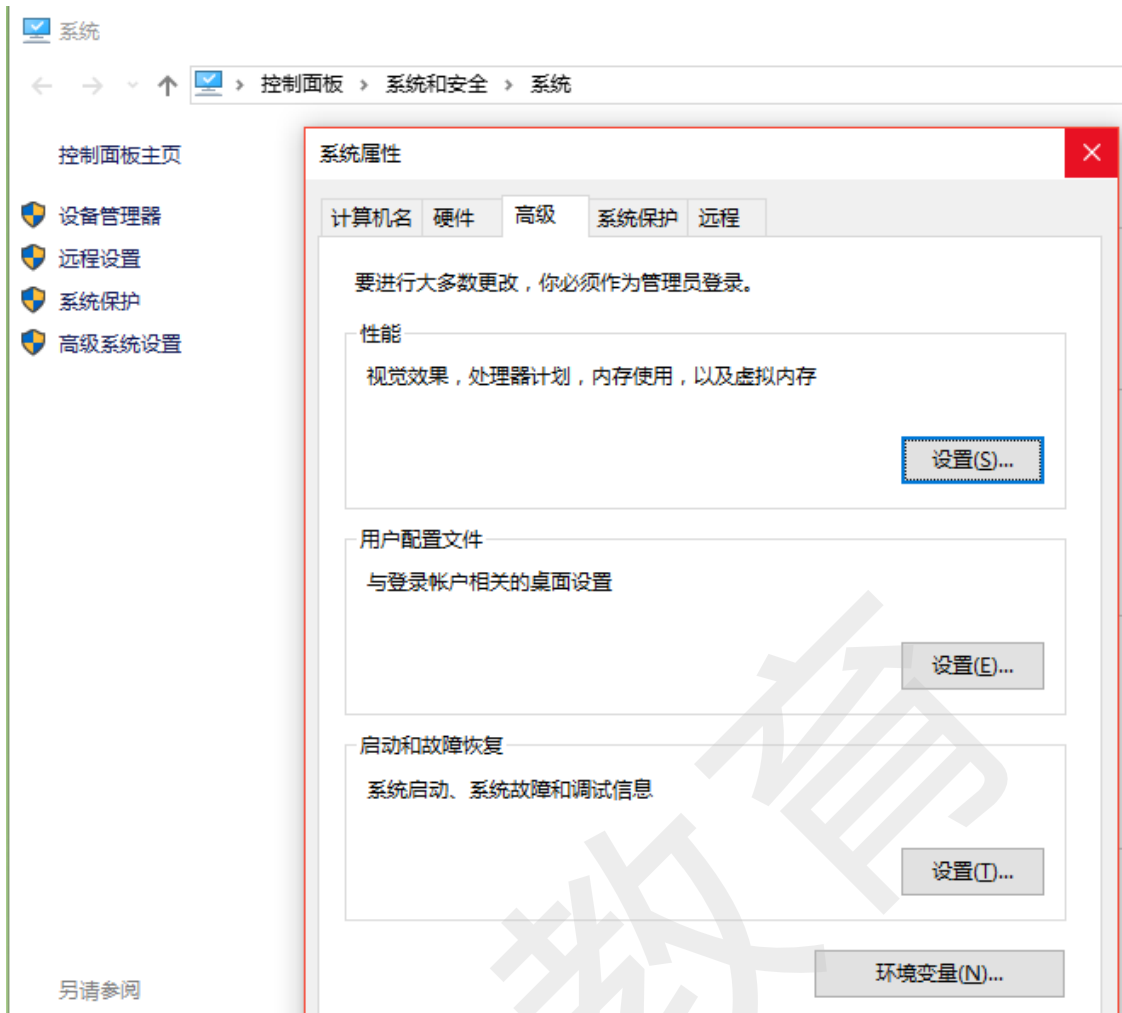 系统
控制面板 › 系统和安全 › 系统
控制面板主页
设备管理器
远程设置
系统保护
高级系统设置
另请参阅
系统属性
计算机名 硬件 高级 系统保护 远程
要进行大多数更改，你必须作为管理员登录。
性能
视觉效果，处理器计划，内存使用，以及虚拟内存
设置(S)...
用户配置文件
与登录帐户相关的桌面设置
设置(E)...
启动和故障恢复
系统启动、系统故障和调试信息
设置(T)...
环境变量(N)...
教育